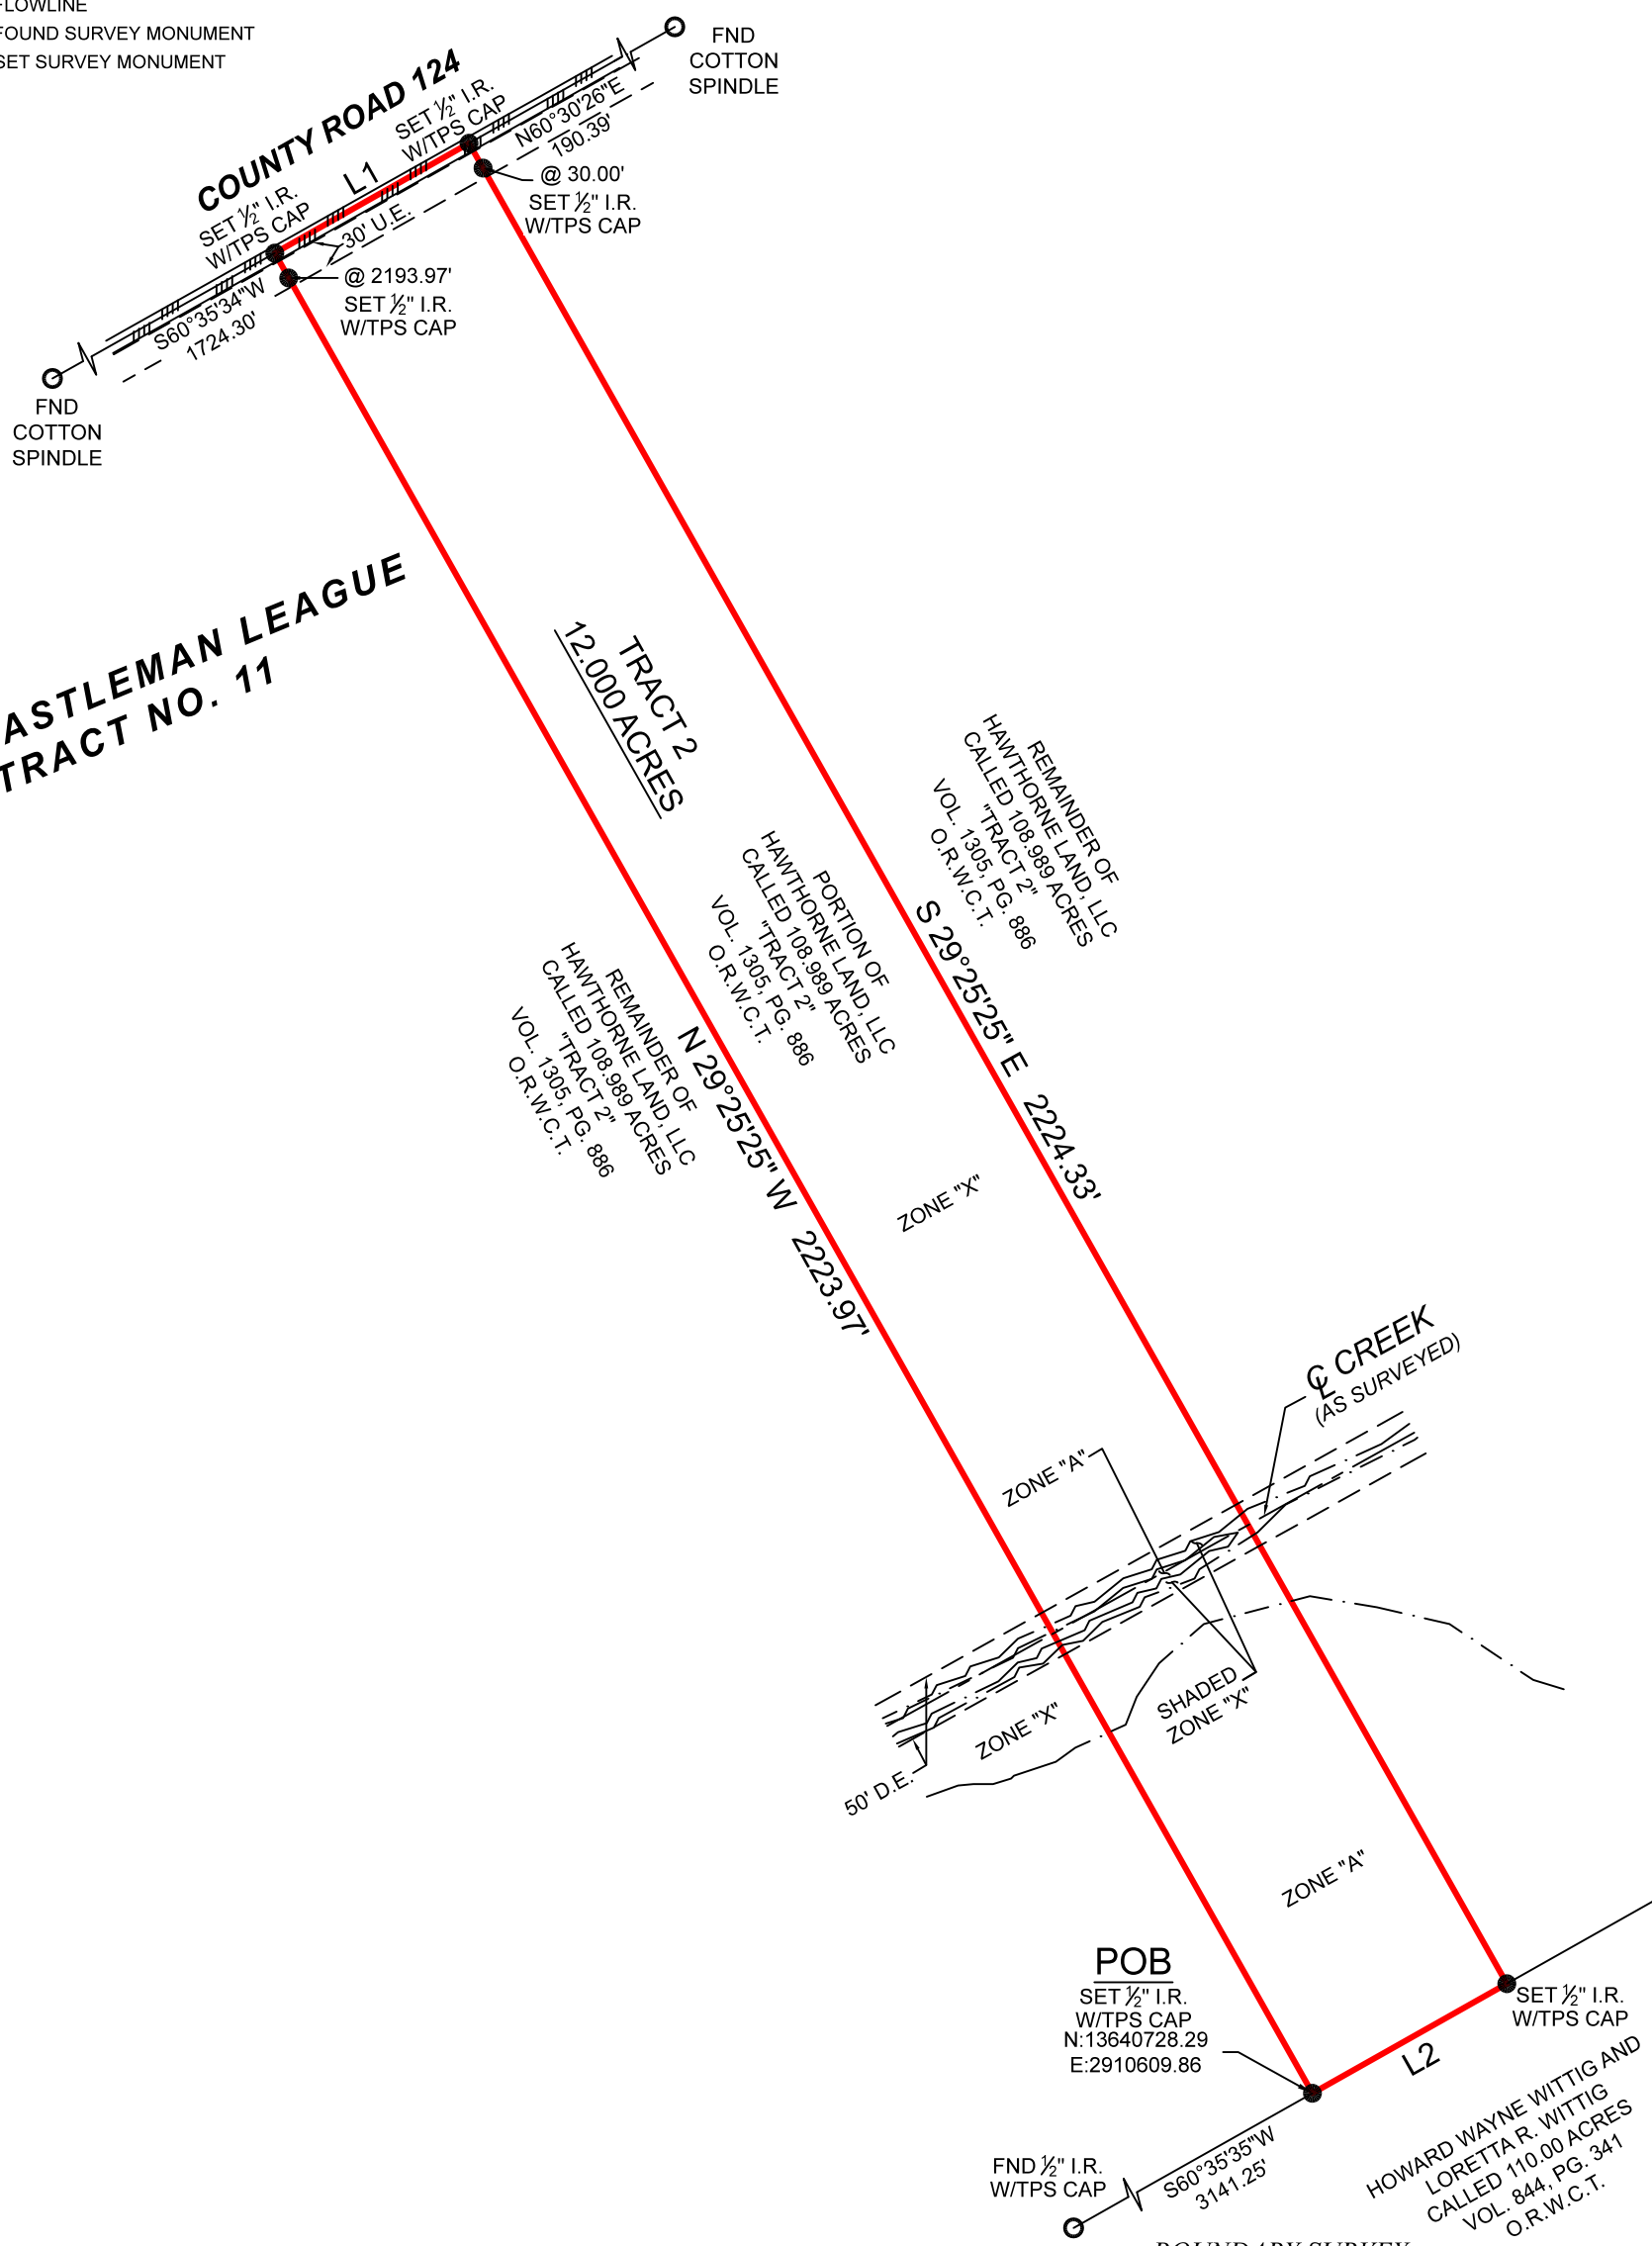 FLOWLINE
FOUND SURVEY MONUMENT
SET SURVEY MONUMENT
FND
COTTON
SPINDLE
COUNTY ROAD 124
SET ½" I.R.
W/TPS CAP
N60°30'26"E
190.39'
L1
@ 30.00'
SET ½" I.R.
W/TPS CAP
SET ½" I.R.
W/TPS CAP
30' U.E.
@ 2193.97'
SET ½" I.R.
W/TPS CAP
S60°35'34"W
1724.30'
FND
COTTON
SPINDLE
ASTLEMAN LEAGUE
TRACT NO. 11
TRACT 2
12.000 ACRES
REMAINDER OF
HAWTHORNE LAND, LLC
CALLED 108.989 ACRES
"TRACT 2"
VOL. 1305, PG. 886
O.R.W.C.T.
PORTION OF
HAWTHORNE LAND, LLC
CALLED 108.989 ACRES
"TRACT 2"
VOL. 1305, PG. 886
O.R.W.C.T.
REMAINDER OF
HAWTHORNE LAND, LLC
CALLED 108.989 ACRES
"TRACT 2"
VOL. 1305, PG. 886
O.R.W.C.T.
S 29°25'25" E 2224.33'
N 29°25'25" W 2223.97'
ZONE "X"
℄ CREEK
(AS SURVEYED)
ZONE "A"
SHADED
ZONE "X"
ZONE "X"
50' D.E.
ZONE "A"
POB
SET ½" I.R.
W/TPS CAP
N:13640728.29
E:2910609.86
SET ½" I.R.
W/TPS CAP
L2
HOWARD WAYNE WITTIG AND
LORETTA R. WITTIG
CALLED 110.00 ACRES
VOL. 844, PG. 341
O.R.W.C.T.
FND ½" I.R.
W/TPS CAP
S60°35'35"W
3141.25'
BOUNDARY SURVEY